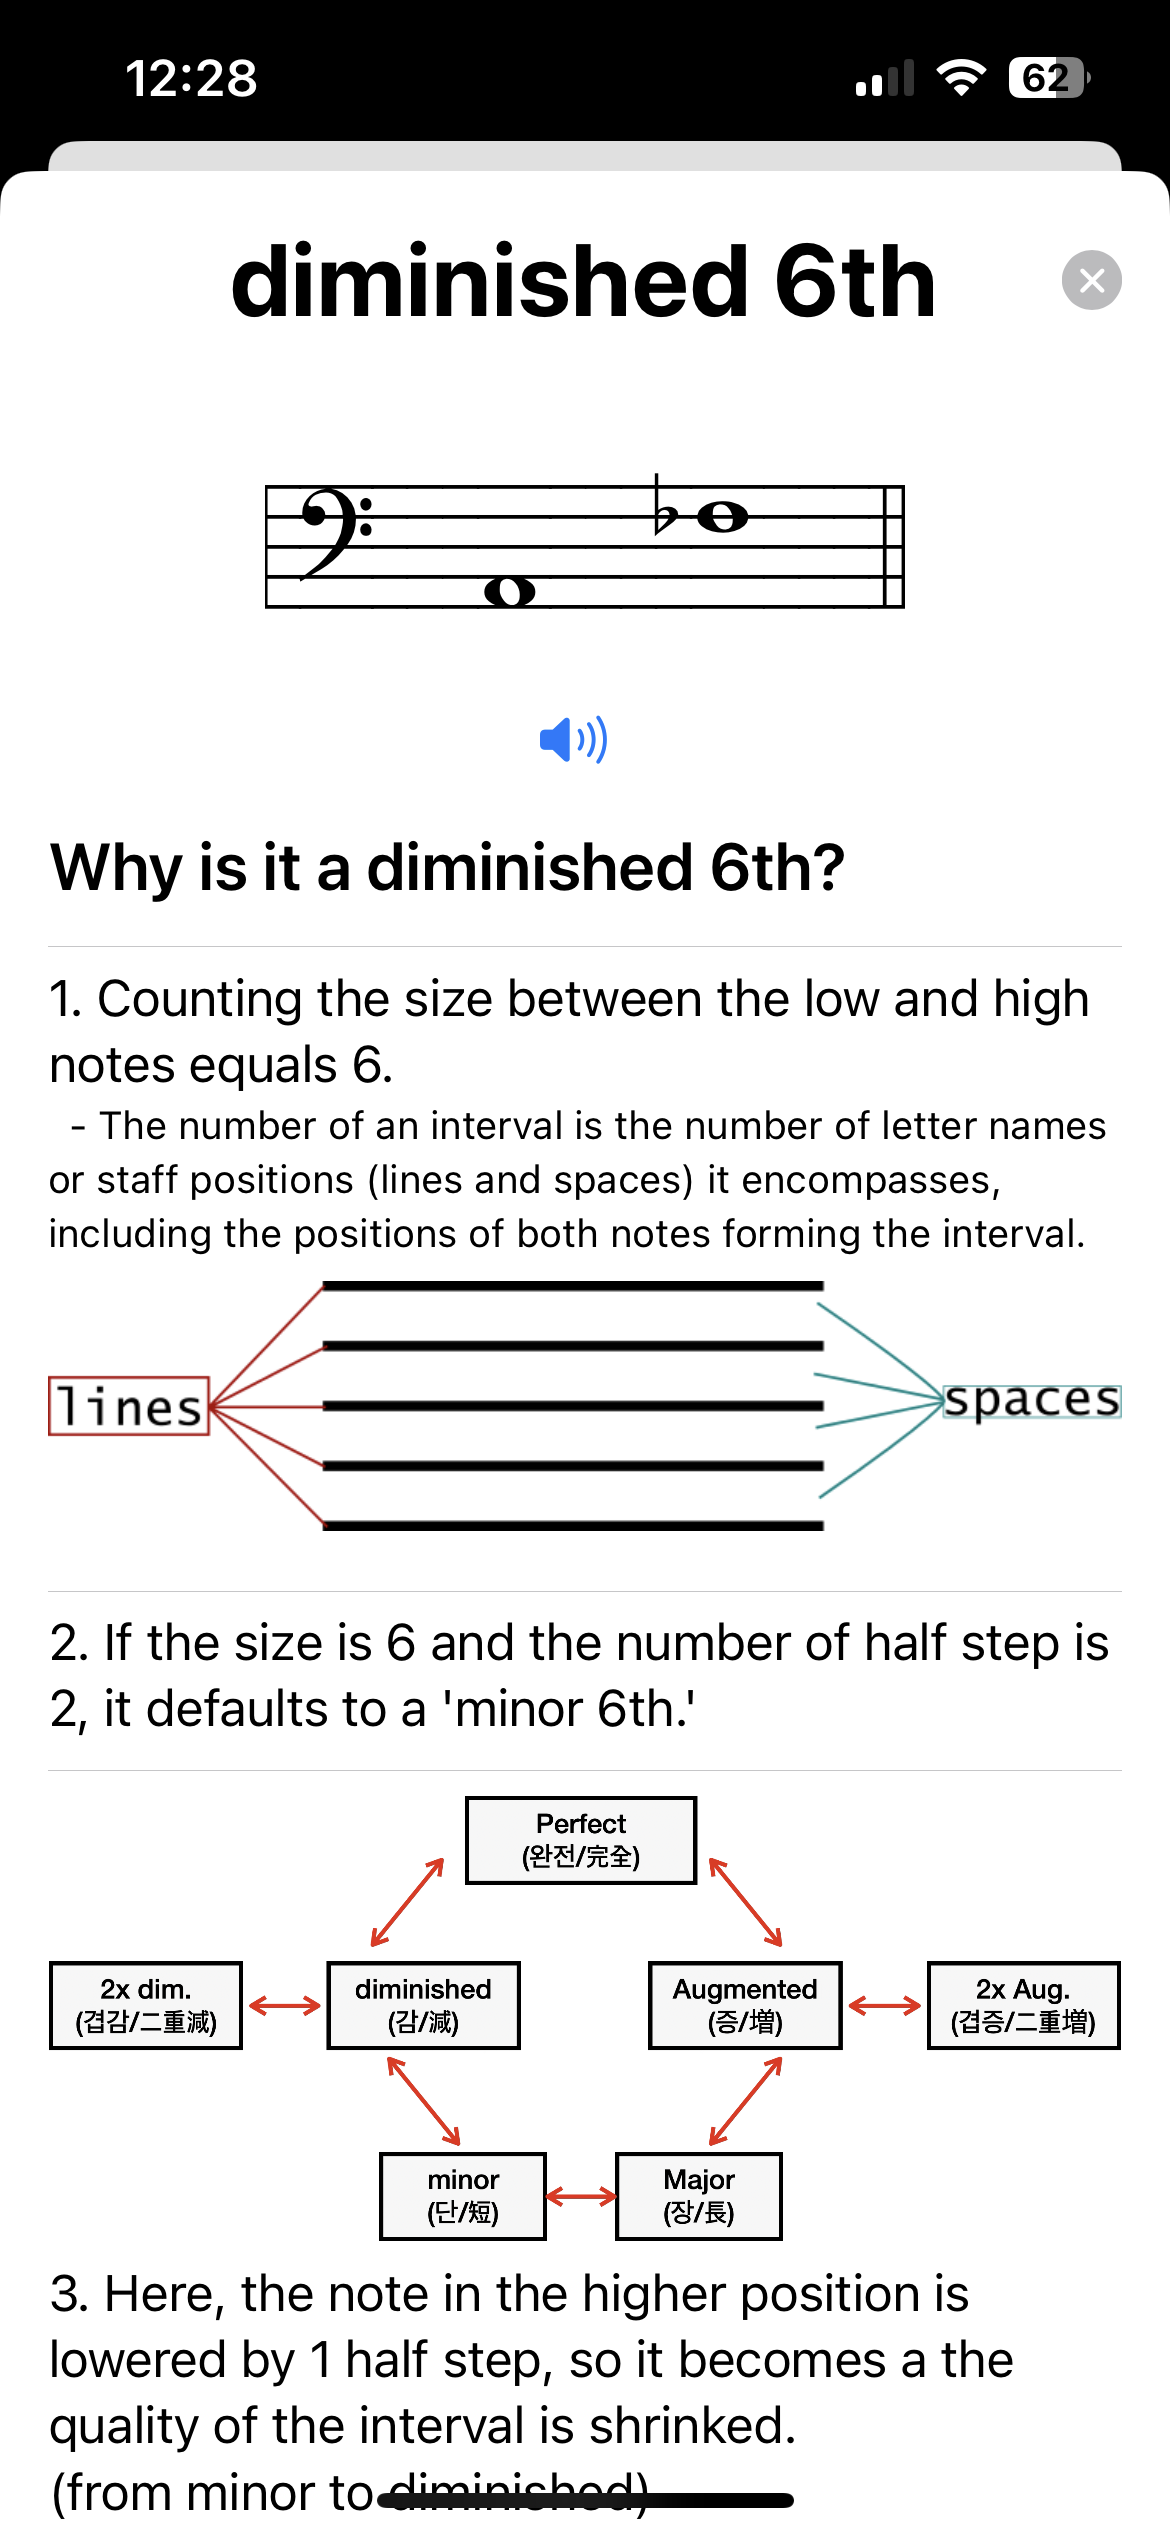 12:28
62
diminished 6th
Why is it a diminished 6th?
1. Counting the size between the low and high
notes equals 6.
- The number of an interval is the number of letter names
or staff positions (lines and spaces) it encompasses,
including the positions of both notes forming the interval.
lines
spaces
2. If the size is 6 and the number of half step is
2, it defaults to a 'minor 6th.'
Perfect
(완전/完全)
2x dim.
(겹감/二重減)
diminished
(감/減)
Augmented
(증/増)
2x Aug.
(겹증/二重増)
minor
(단/短)
Major
(장/長)
3. Here, the note in the higher position is
lowered by 1 half step, so it becomes a the
quality of the interval is shrinked.
(from minor to diminished)